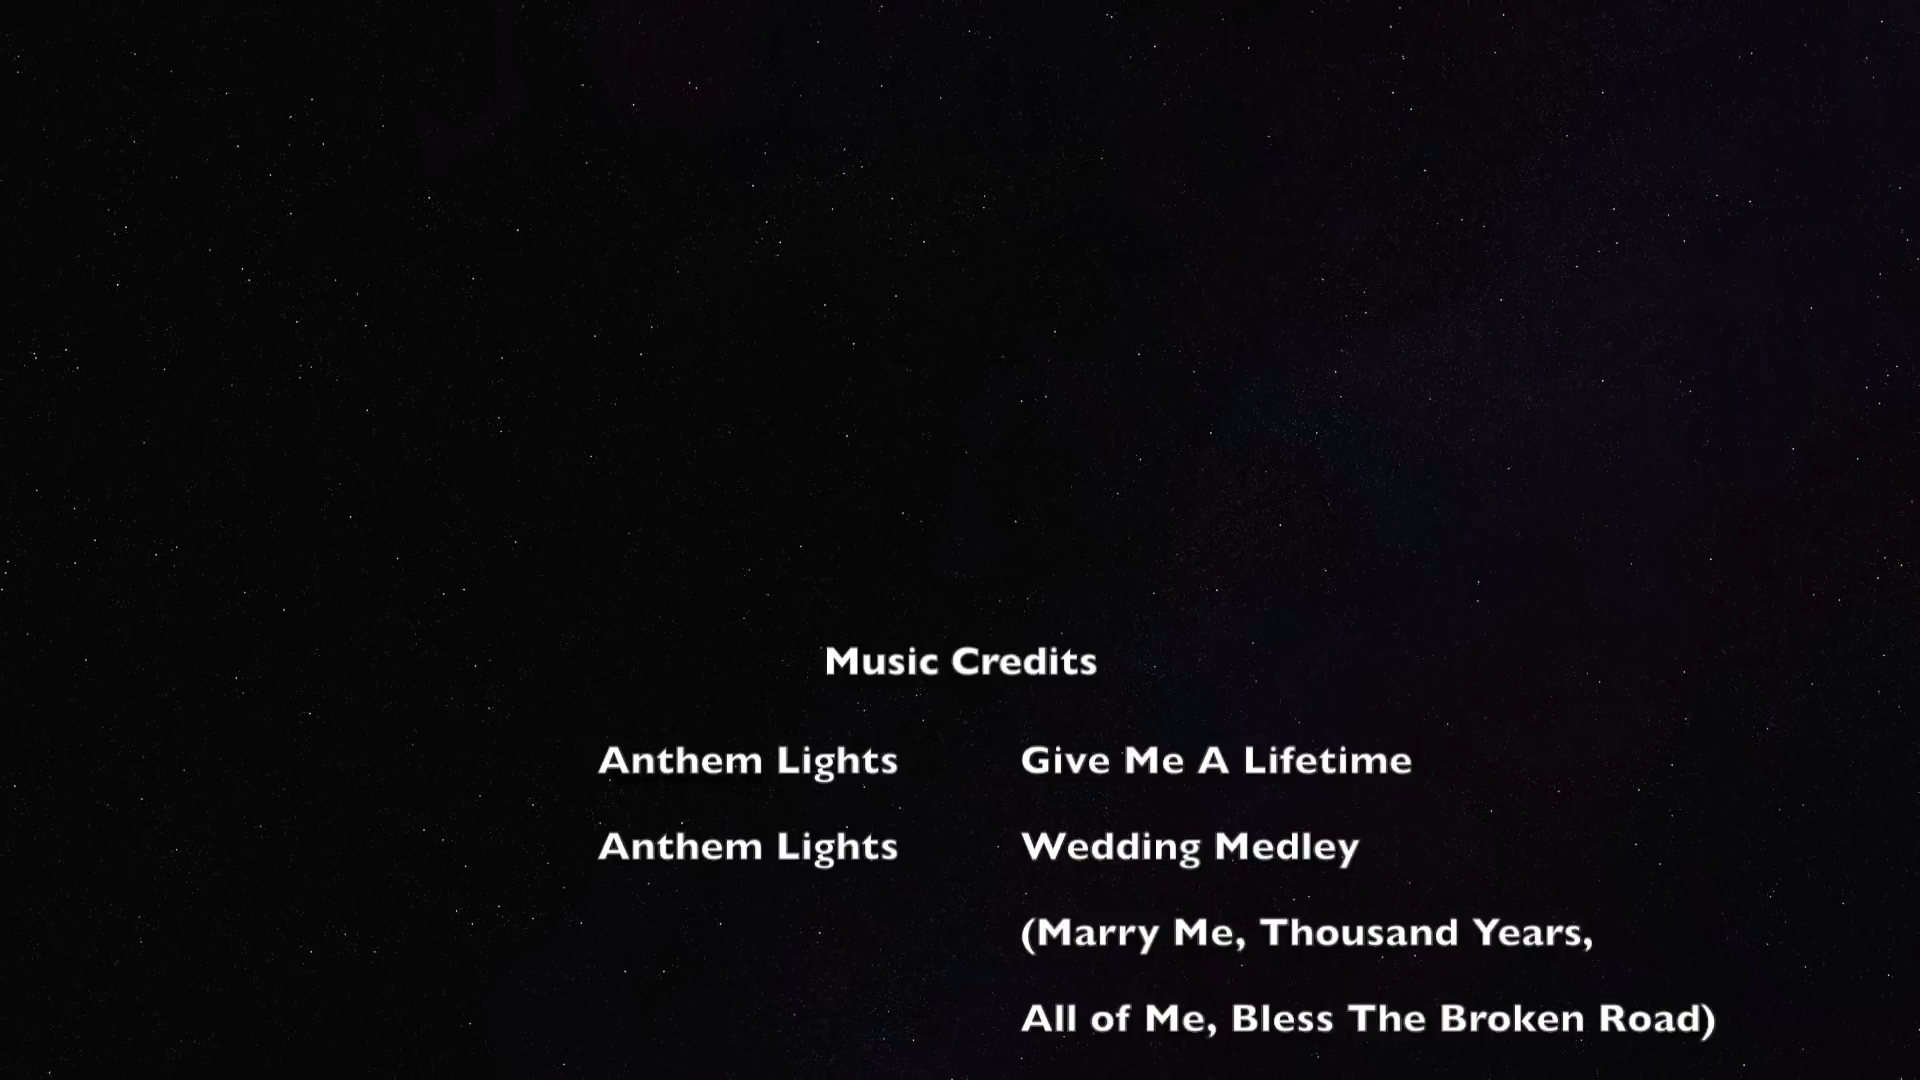 Music Credits
Anthem Lights Give Me A Lifetime
Anthem Lights Wedding Medley
(Marry Me, Thousand Years,
All of Me, Bless The Broken Road)